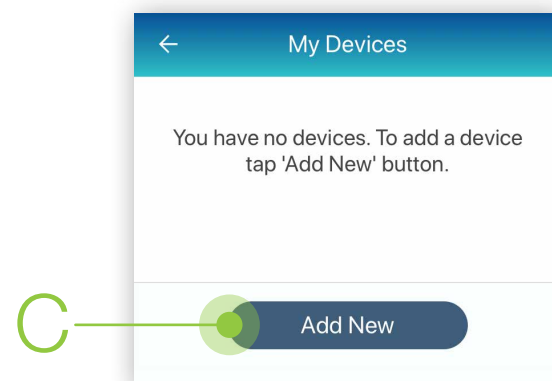 My Devices
You have no devices. To add a device
tap 'Add New' button.
C
Add New